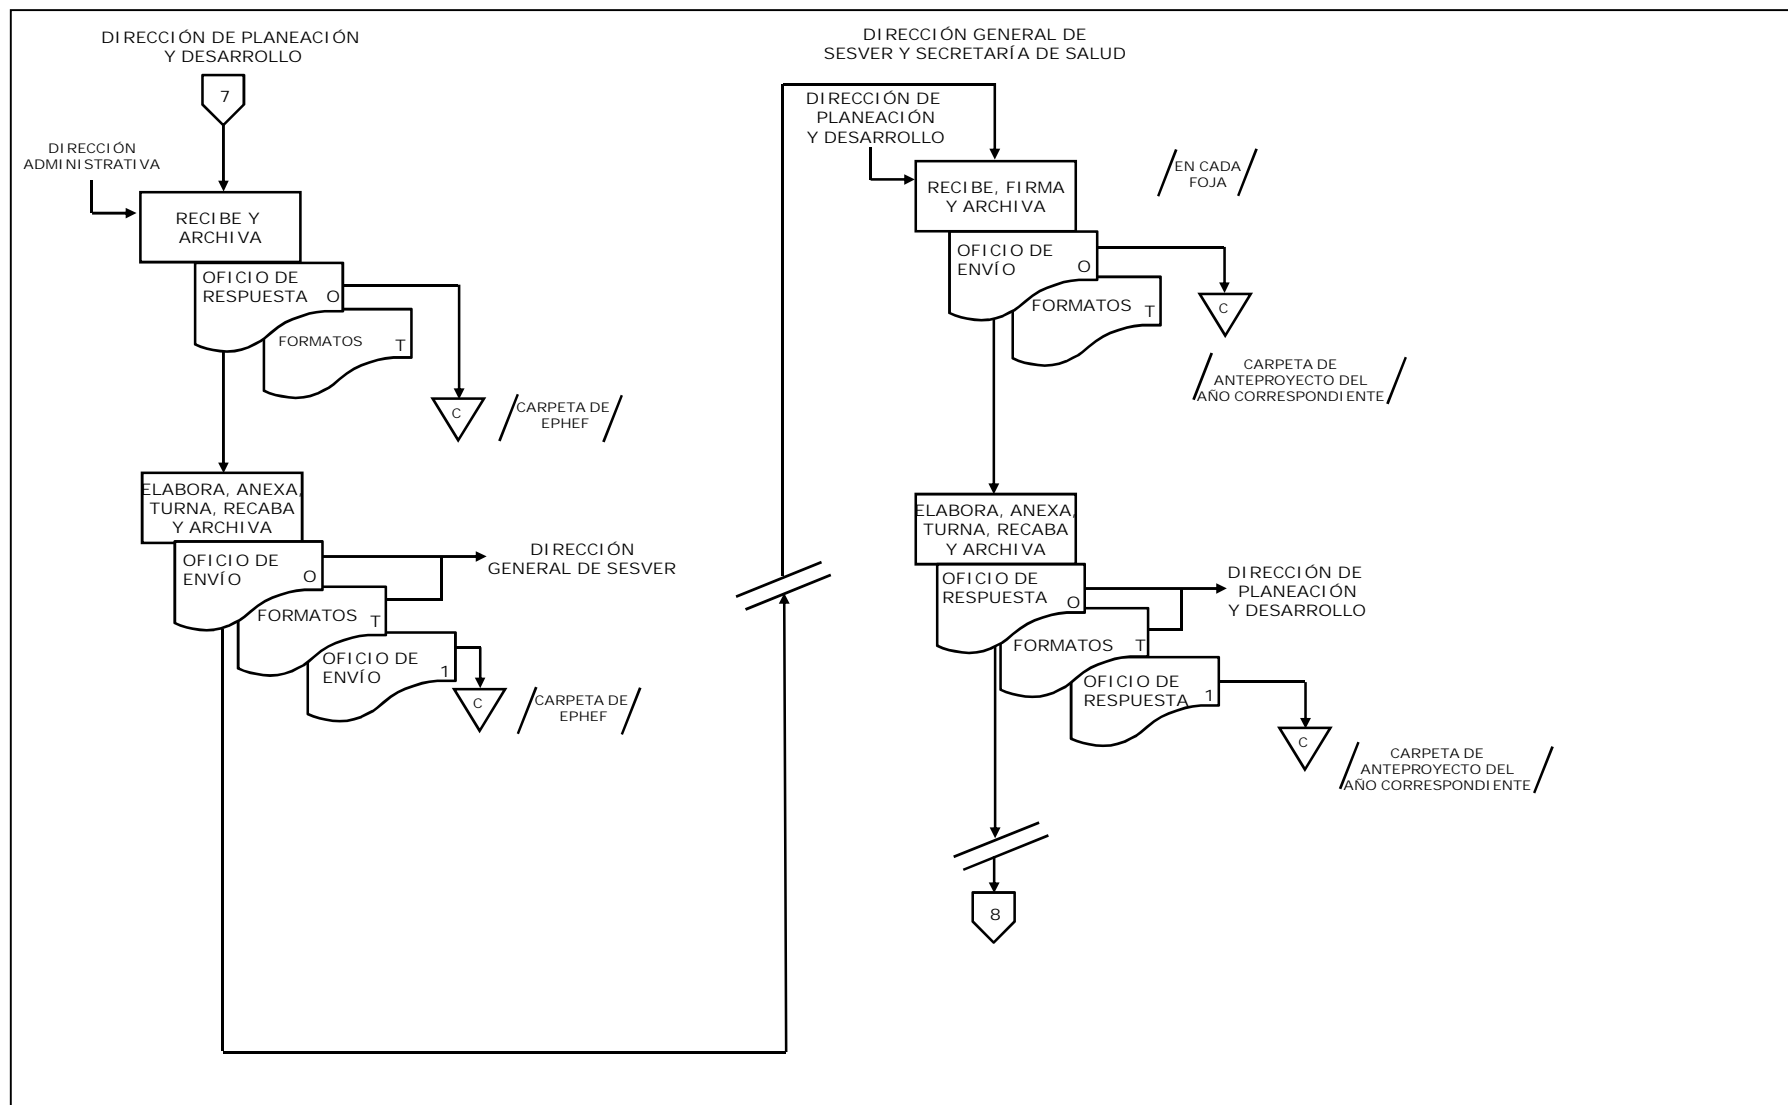 DIRECCIÓN DE PLANEACIÓN
Y DESARROLLO
7
DIRECCIÓN
ADMINISTRATIVA
RECIBE Y
ARCHIVA
OFICIO DE
RESPUESTA O
FORMATOS T
C
CARPETA DE
EPHEF
ELABORA, ANEXA,
TURNA, RECABA
Y ARCHIVA
OFICIO DE
ENVÍO O
DIRECCIÓN
GENERAL DE SESVER
FORMATOS T
OFICIO DE
ENVÍO 1
C
CARPETA DE
EPHEF
DIRECCIÓN GENERAL DE
SESVER Y SECRETARÍA DE SALUD
DIRECCIÓN DE
PLANEACIÓN
Y DESARROLLO
RECIBE, FIRMA
Y ARCHIVA
EN CADA
FOJA
OFICIO DE
ENVÍO O
FORMATOS T
C
CARPETA DE
ANTEPROYECTO DEL
AÑO CORRESPONDIENTE
ELABORA, ANEXA,
TURNA, RECABA
Y ARCHIVA
OFICIO DE
RESPUESTA O
DIRECCIÓN DE
PLANEACIÓN
Y DESARROLLO
FORMATOS T
OFICIO DE
RESPUESTA 1
C
CARPETA DE
ANTEPROYECTO DEL
AÑO CORRESPONDIENTE
8